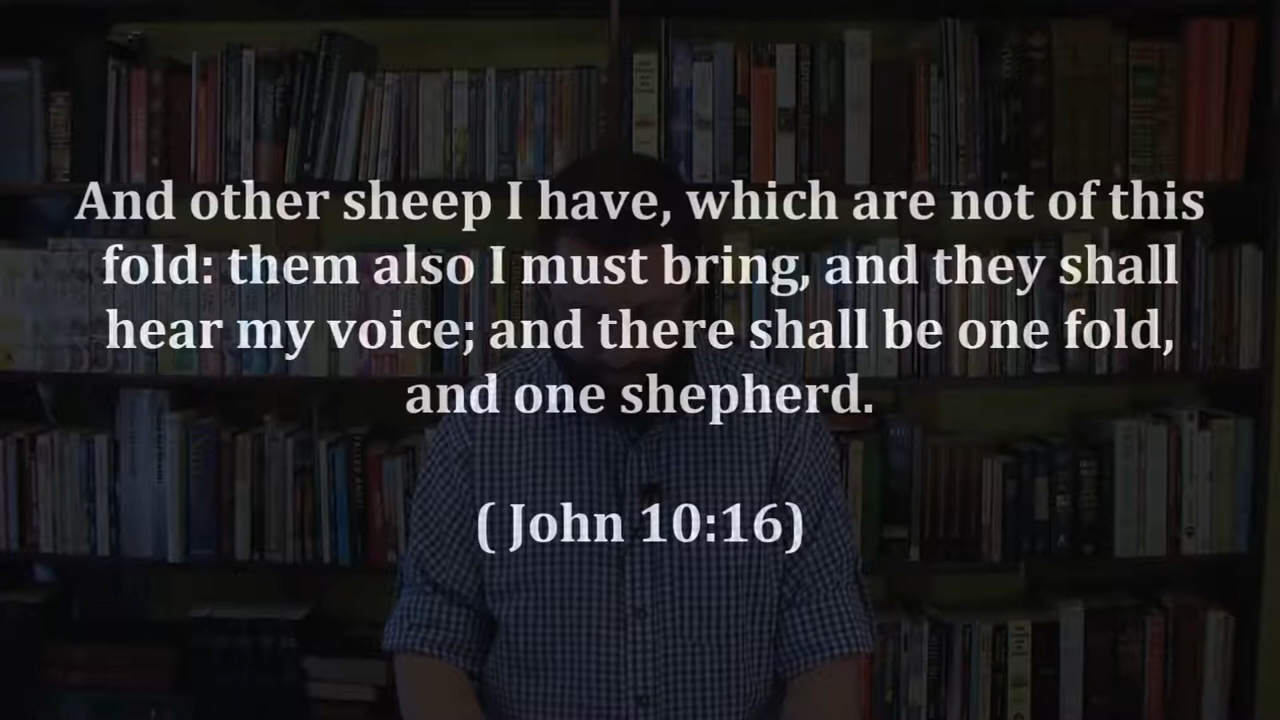 And other sheep I have, which are not of this
fold: them also I must bring, and they shall
hear my voice; and there shall be one fold,
and one shepherd.
( John 10:16)